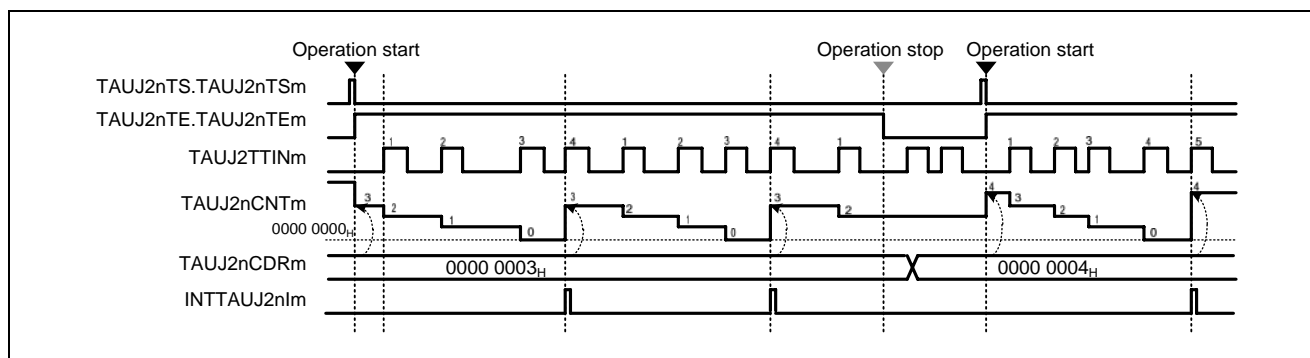 Operation start Operation stop Operation start
TAUJ2nTS.TAUJ2nTSm
TAUJ2nTE.TAUJ2nTEm
TAUJ2TTINm 1 2 3 4 1 2 3 4 1 1 2 3 4 5
TAUJ2nCNTm 3 2 1 0 3 2 1 0 3 2 4 3 2 1 0 4
0000 0000H
TAUJ2nCDRm 0000 0003H 0000 0004H
INTTAUJ2nIm